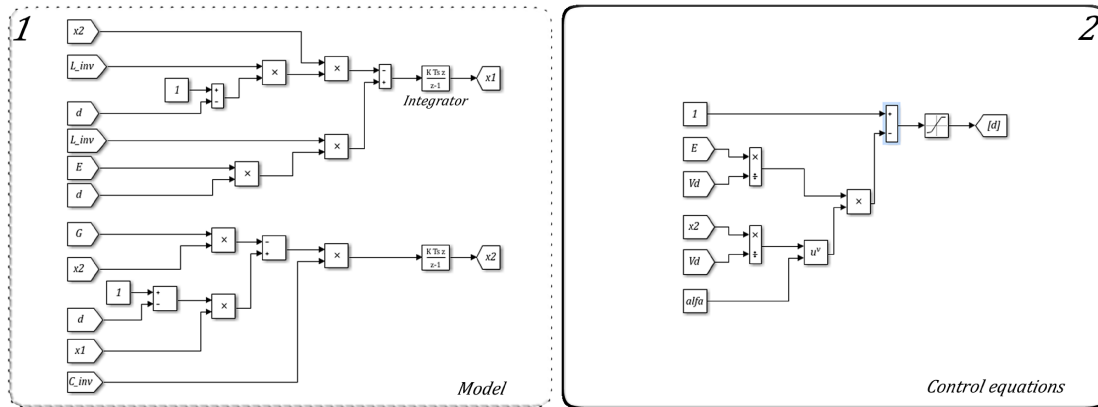 1
x2
L_inv
1
+
−
d
×
×
−
+
K Ts z
z-1
Integrator
x1
L_inv
E
d
×
×
G
x2
×
−
+
×
K Ts z
z-1
x2
1
+
−
d
×
x1
C_inv
Model
2
1
+
−
[d]
E
Vd
×
÷
×
x2
Vd
×
÷
uᵛ
alfa
Control equations